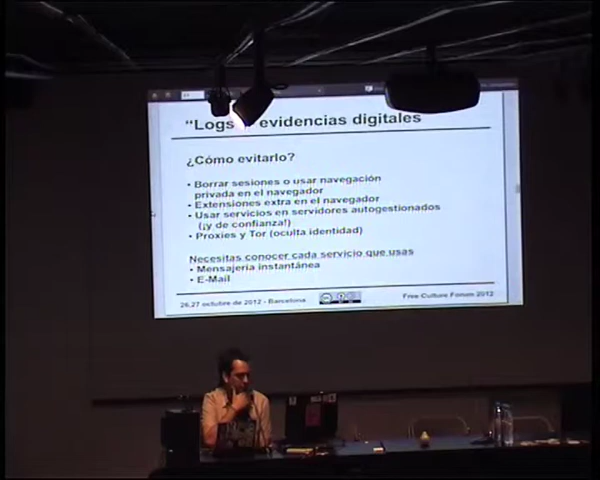 “Logs y evidencias digitales
¿Cómo evitarlo?
• Borrar sesiones o usar navegación
privada en el navegador
• Extensiones extra en el navegador
• Usar servicios en servidores autogestionados
(¡y de confianza!)
• Proxies y Tor (oculta identidad)
Necesitas conocer cada servicio que usas
• Mensajería instantánea
• E-Mail
26,27 octubre de 2012 - Barcelona
Free Culture Forum 2012